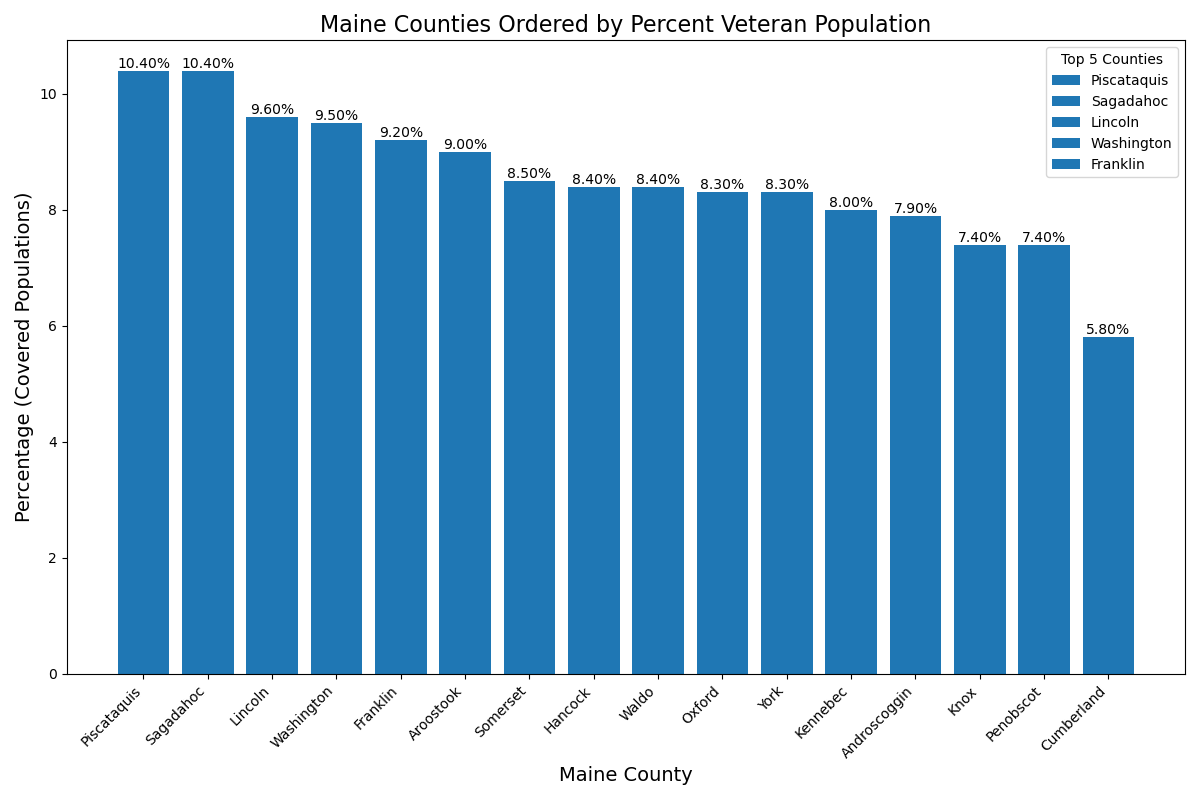 Maine Counties Ordered by Percent Veteran Population
Top 5 Counties
Piscataquis
Sagadahoc
Lincoln
Washington
Franklin
10.40%
10.40%
9.60%
9.50%
9.20%
9.00%
8.50%
8.40%
8.40%
8.30%
8.30%
8.00%
7.90%
7.40%
7.40%
5.80%
Percentage (Covered Populations)
10
8
6
4
2
0
Piscataquis
Sagadahoc
Lincoln
Washington
Franklin
Aroostook
Somerset
Hancock
Waldo
Oxford
York
Kennebec
Androscoggin
Knox
Penobscot
Cumberland
Maine County